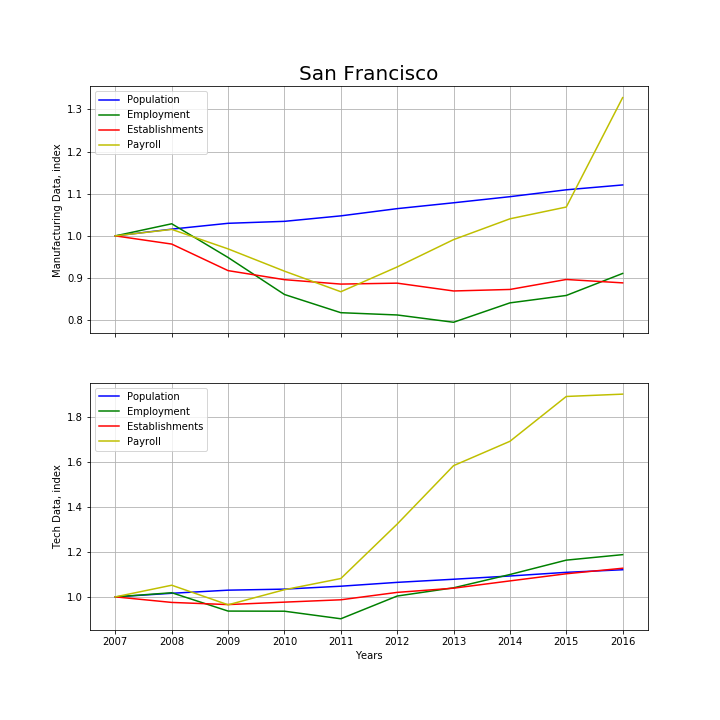 San Francisco
Manufacturing Data, index
1.3
1.2
1.1
1.0
0.9
0.8
Population
Employment
Establishments
Payroll
Tech Data, index
1.8
1.6
1.4
1.2
1.0
Population
Employment
Establishments
Payroll
2007 2008 2009 2010 2011 2012 2013 2014 2015 2016
Years